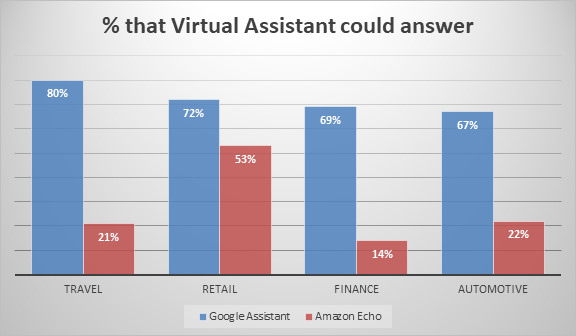 % that Virtual Assistant could answer
80%
21%
72%
53%
69%
14%
67%
22%
TRAVEL
RETAIL
FINANCE
AUTOMOTIVE
Google Assistant
Amazon Echo